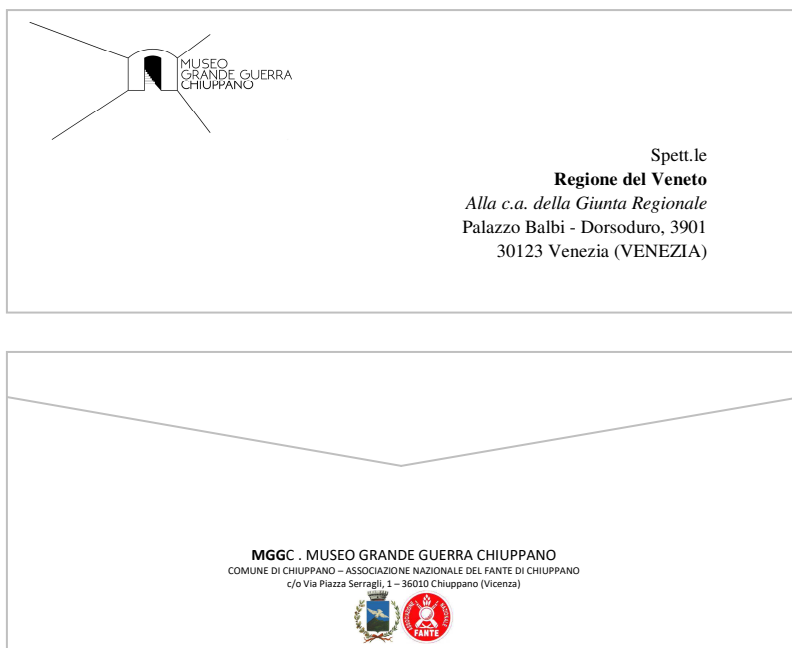 MUSEO
GRANDE GUERRA
CHIUPPANO
Spett.le
Regione del Veneto
Alla c.a. della Giunta Regionale
Palazzo Balbi - Dorsoduro, 3901
30123 Venezia (VENEZIA)
MGGC . MUSEO GRANDE GUERRA CHIUPPANO
COMUNE DI CHIUPPANO – ASSOCIAZIONE NAZIONALE DEL FANTE DI CHIUPPANO
c/o Via Piazza Serragli, 1 – 36010 Chiuppano (Vicenza)
ASSOCIAZIONE NAZIONALE
FANTE